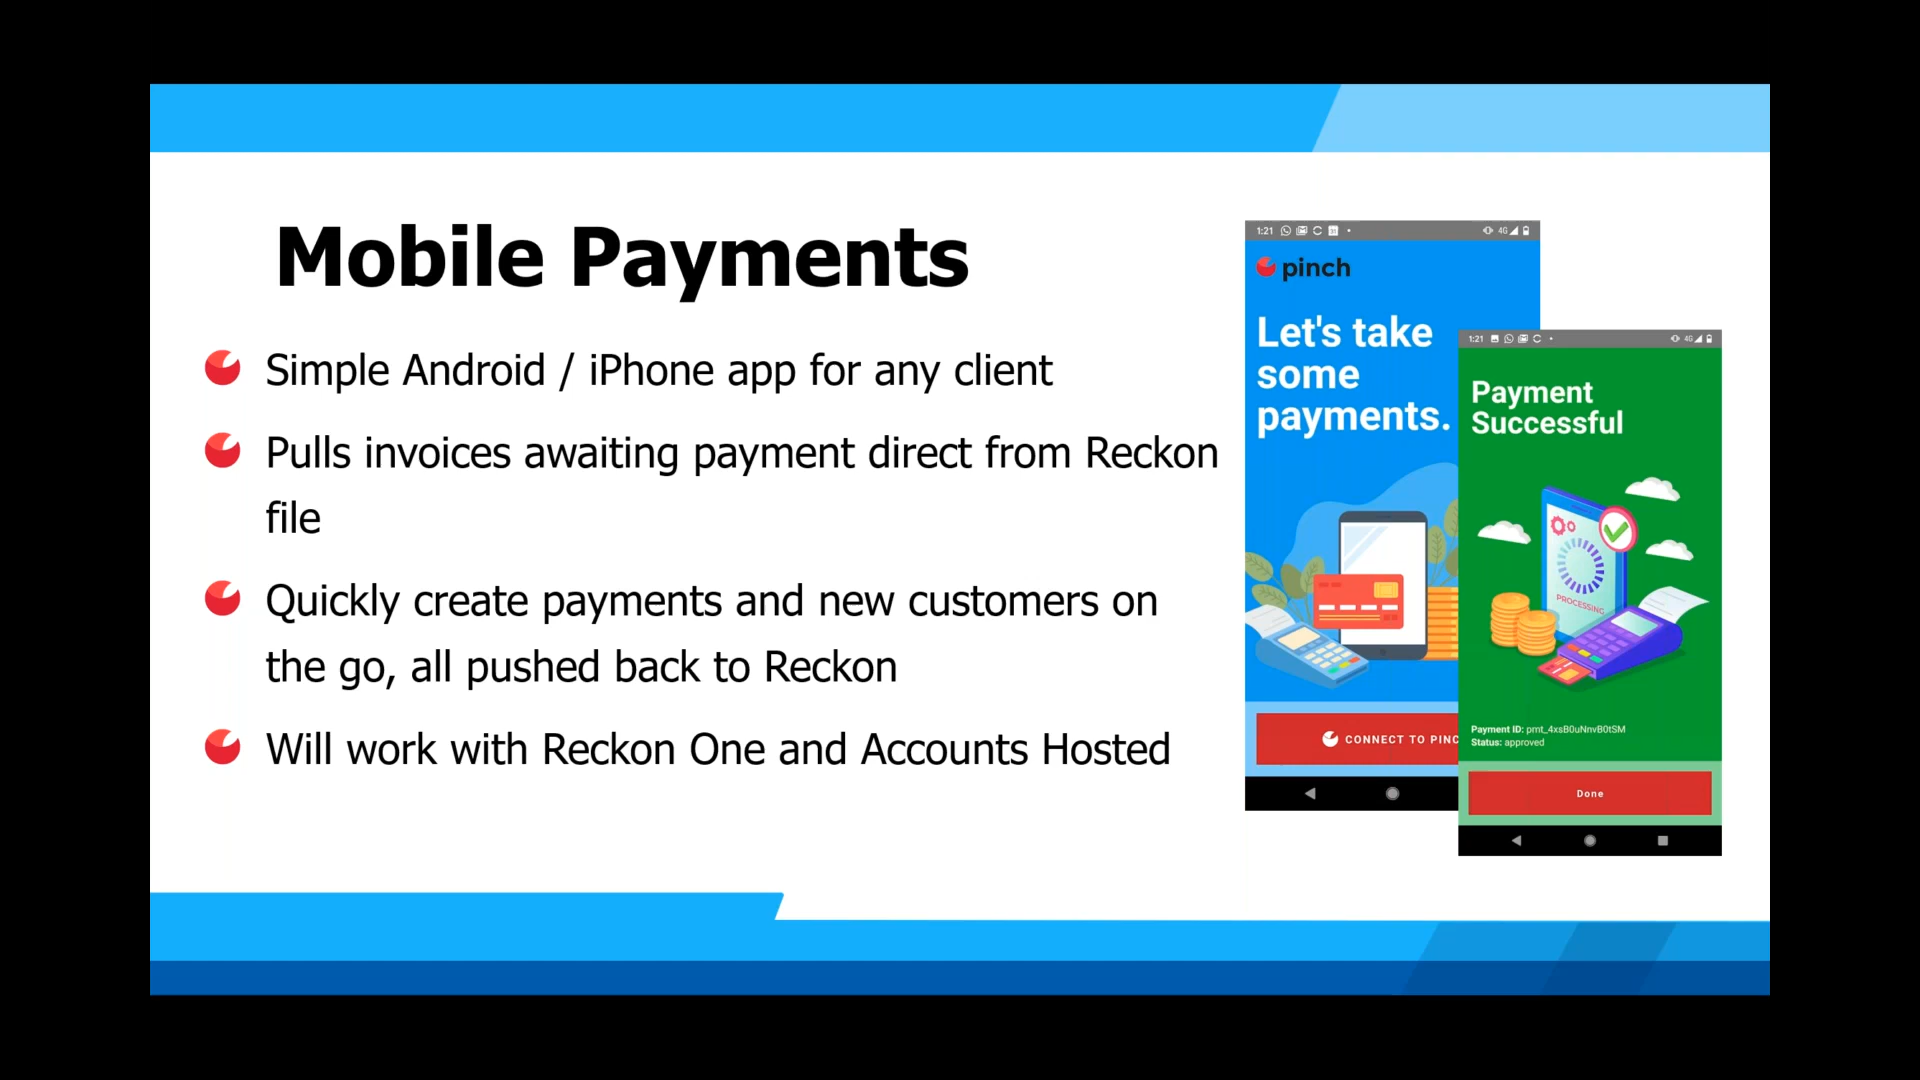 Mobile Payments
Simple Android / iPhone app for any client
Pulls invoices awaiting payment direct from Reckon
file
Quickly create payments and new customers on
the go, all pushed back to Reckon
Will work with Reckon One and Accounts Hosted
1:21
31
4G
pinch
Let's take
some
payments.
CONNECT TO PINC
1:21
4G
Payment
Successful
PROCESSING
Payment ID: pmt_4xsB0uNnvB0tSM
Status: approved
Done